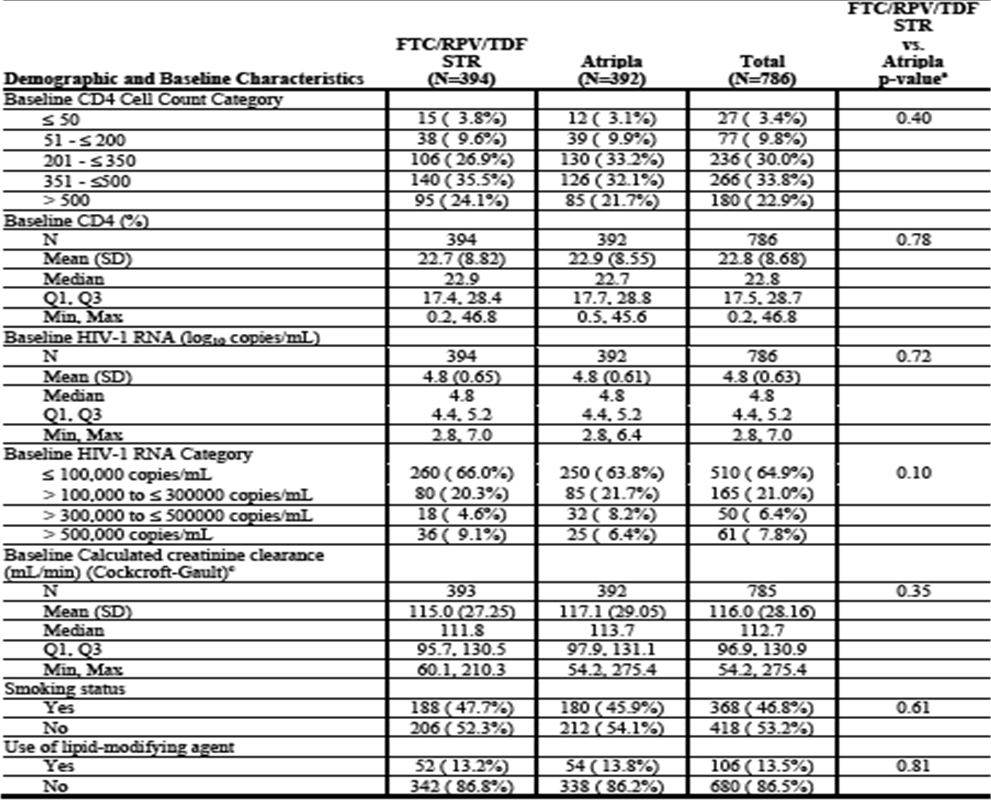 FTC/RPV/TDF
STR
vs.
Atripla
p-valueᵃ
FTC/RPV/TDF
STR
(N=394)
Atripla
(N=392)
Total
(N=786)
Demographic and Baseline Characteristics
Baseline CD4 Cell Count Category
≤ 50 15 ( 3.8%) 12 ( 3.1%) 27 ( 3.4%) 0.40
51 - ≤ 200 38 ( 9.6%) 39 ( 9.9%) 77 ( 9.8%)
201 - ≤ 350 106 (26.9%) 130 (33.2%) 236 (30.0%)
351 - ≤500 140 (35.5%) 126 (32.1%) 266 (33.8%)
> 500 95 (24.1%) 85 (21.7%) 180 (22.9%)
Baseline CD4 (%)
N 394 392 786 0.78
Mean (SD) 22.7 (8.82) 22.9 (8.55) 22.8 (8.68)
Median 22.9 22.7 22.8
Q1, Q3 17.4, 28.4 17.7, 28.8 17.5, 28.7
Min, Max 0.2, 46.8 0.5, 45.6 0.2, 46.8
Baseline HIV-1 RNA (log₁₀ copies/mL)
N 394 392 786 0.72
Mean (SD) 4.8 (0.65) 4.8 (0.61) 4.8 (0.63)
Median 4.8 4.8 4.8
Q1, Q3 4.4, 5.2 4.4, 5.2 4.4, 5.2
Min, Max 2.8, 7.0 2.8, 6.4 2.8, 7.0
Baseline HIV-1 RNA Category
≤ 100,000 copies/mL 260 ( 66.0%) 250 ( 63.8%) 510 ( 64.9%) 0.10
> 100,000 to ≤ 300000 copies/mL 80 ( 20.3%) 85 ( 21.7%) 165 ( 21.0%)
> 300,000 to ≤ 500000 copies/mL 18 ( 4.6%) 32 ( 8.2%) 50 ( 6.4%)
> 500,000 copies/mL 36 ( 9.1%) 25 ( 6.4%) 61 ( 7.8%)
Baseline Calculated creatinine clearance
(mL/min) (Cockcroft-Gault)ᶜ
N 393 392 785 0.35
Mean (SD) 115.0 (27.25) 117.1 (29.05) 116.0 (28.16)
Median 111.8 113.7 112.7
Q1, Q3 95.7, 130.5 97.9, 131.1 96.9, 130.9
Min, Max 60.1, 210.3 54.2, 275.4 54.2, 275.4
Smoking status
Yes 188 ( 47.7%) 180 ( 45.9%) 368 ( 46.8%) 0.61
No 206 ( 52.3%) 212 ( 54.1%) 418 ( 53.2%)
Use of lipid-modifying agent
Yes 52 ( 13.2%) 54 ( 13.8%) 106 ( 13.5%) 0.81
No 342 ( 86.8%) 338 ( 86.2%) 680 ( 86.5%)